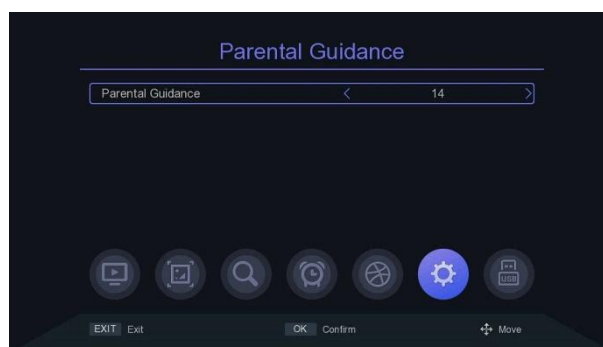 Parental Guidance
Parental Guidance 14
USB
EXIT Exit OK Confirm Move